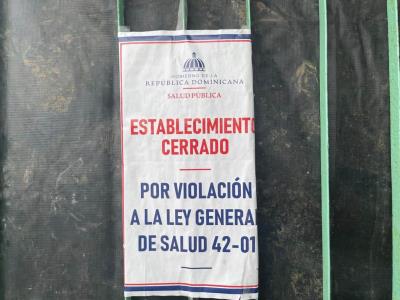 GOBIERNO DE LA
REPÚBLICA DOMINICANA
SALUD PÚBLICA
ESTABLECIMIENTO
CERRADO
POR VIOLACIÓN
A LA LEY GENERAL
DE SALUD 42-01